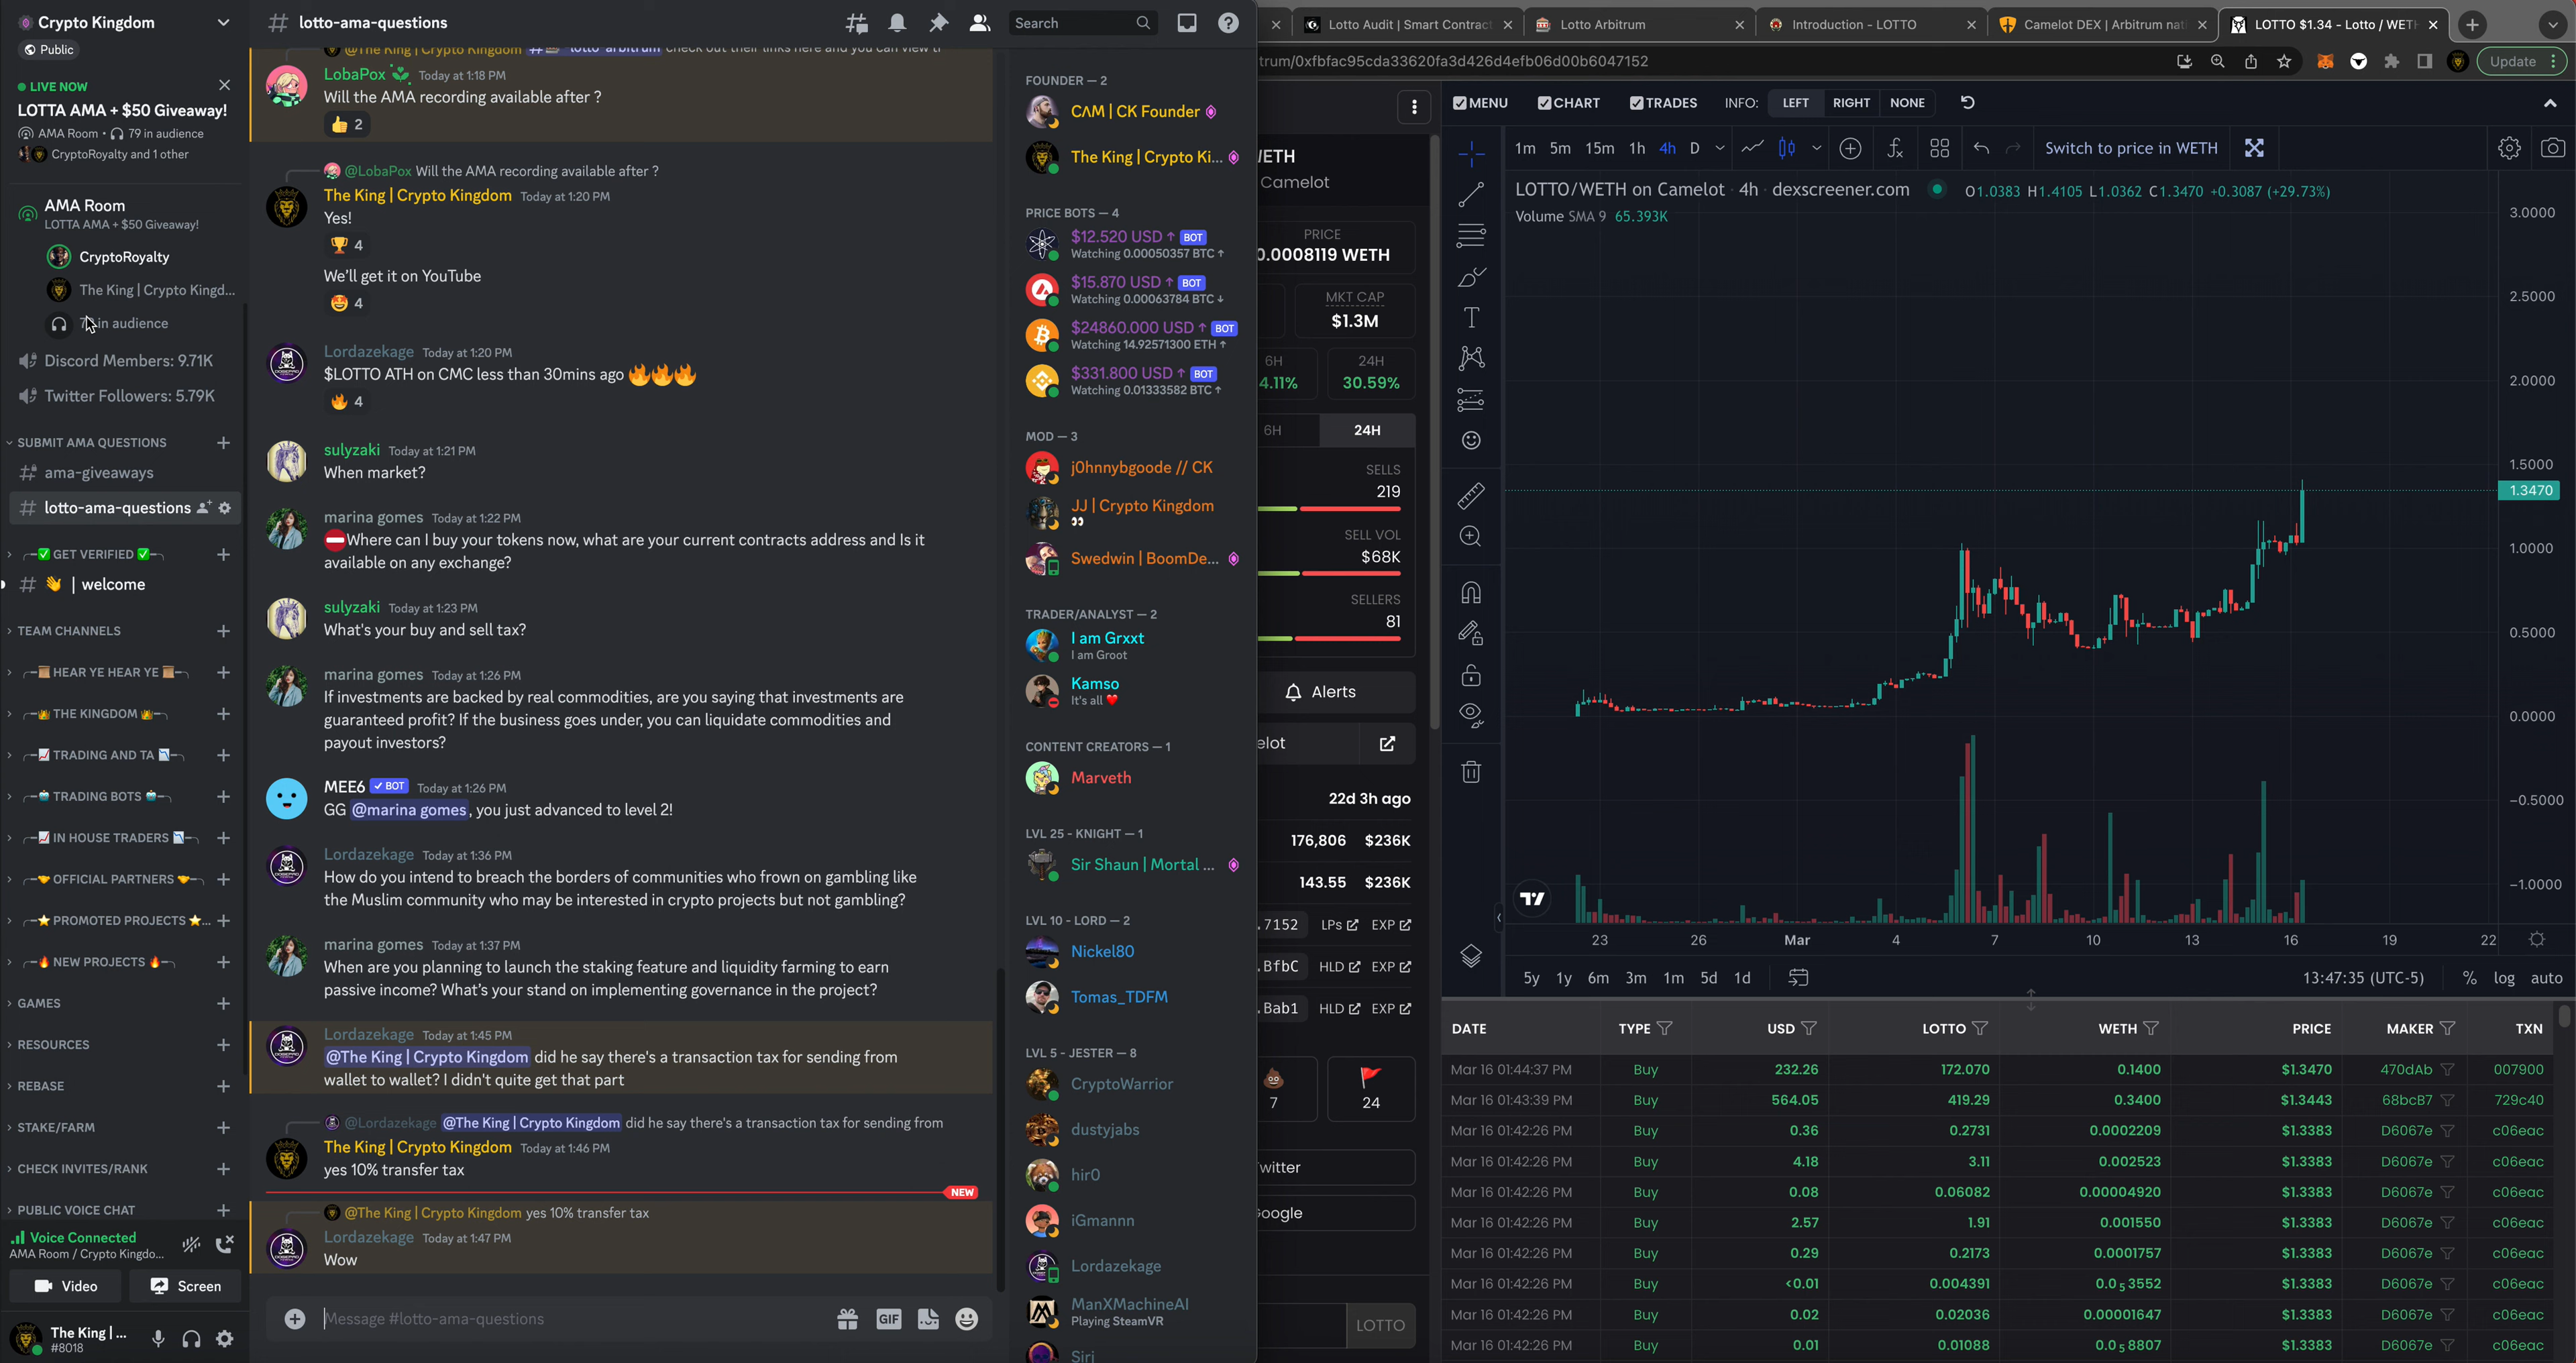 Crypto Kingdom
Public
LIVE NOW
LOTTA AMA + $50 Giveaway!
AMA Room • 79 in audience
CryptoRoyalty and 1 other
AMA Room
LOTTA AMA + $50 Giveaway!
CryptoRoyalty
The King | Crypto Kingd...
in audience
Discord Members: 9.71K
Twitter Followers: 5.79K
SUBMIT AMA QUESTIONS
ama-giveaways
lotto-ama-questions
GET VERIFIED
# 👋 | welcome
TEAM CHANNELS
HEAR YE HEAR YE
THE KINGDOM
TRADING AND TA
TRADING BOTS
IN HOUSE TRADERS
OFFICIAL PARTNERS
PROMOTED PROJECTS ...
NEW PROJECTS
GAMES
RESOURCES
REBASE
STAKE/FARM
CHECK INVITES/RANK
PUBLIC VOICE CHAT
Voice Connected
AMA Room / Crypto Kingdo...
Video
Screen
The King | ...
#8018
# lotto-ama-questions
Search
LobaPox Today at 1:18 PM
Will the AMA recording available after ?
👍 2
@LobaPox Will the AMA recording available after ?
The King | Crypto Kingdom Today at 1:20 PM
Yes!
🏆 4
We'll get it on YouTube
🤩 4
Lordazekage Today at 1:20 PM
$LOTTO ATH on CMC less than 30mins ago 🔥🔥🔥
🔥 4
sulyzaki Today at 1:21 PM
When market?
marina gomes Today at 1:22 PM
⛔Where can I buy your tokens now, what are your current contracts address and Is it
available on any exchange?
sulyzaki Today at 1:23 PM
What's your buy and sell tax?
marina gomes Today at 1:26 PM
If investments are backed by real commodities, are you saying that investments are
guaranteed profit? If the business goes under, you can liquidate commodities and
payout investors?
MEE6 ✓ BOT Today at 1:26 PM
GG @marina gomes, you just advanced to level 2!
Lordazekage Today at 1:36 PM
How do you intend to breach the borders of communities who frown on gambling like
the Muslim community who may be interested in crypto projects but not gambling?
marina gomes Today at 1:37 PM
When are you planning to launch the staking feature and liquidity farming to earn
passive income? What's your stand on implementing governance in the project?
Lordazekage Today at 1:45 PM
@The King | Crypto Kingdom did he say there's a transaction tax for sending from
wallet to wallet? I didn't quite get that part
@Lordazekage @The King | Crypto Kingdom did he say there's a transaction tax for sending from
The King | Crypto Kingdom Today at 1:46 PM
yes 10% transfer tax
NEW
@The King | Crypto Kingdom yes 10% transfer tax
Lordazekage Today at 1:47 PM
Wow
Message #lotto-ama-questions
GIF
FOUNDER — 2
CΛM | CK Founder
The King | Crypto Ki...
PRICE BOTS — 4
$12.520 USD ↑ BOT
Watching 0.00050357 BTC ↑
$15.870 USD ↑ BOT
Watching 0.00063784 BTC ↓
$24860.000 USD ↑ BOT
Watching 14.92571300 ETH ↑
$331.800 USD ↑ BOT
Watching 0.01333582 BTC ↑
MOD — 3
j0hnnybgoode // CK
JJ | Crypto Kingdom
👀
Swedwin | BoomDe...
TRADER/ANALYST — 2
I am Grxxt
I am Groot
Kamso
It's all ❤️
CONTENT CREATORS — 1
Marveth
LVL 25 - KNIGHT — 1
Sir Shaun | Mortal ...
LVL 10 - LORD — 2
Nickel80
Tomas_TDFM
LVL 5 - JESTER — 8
CryptoWarrior
dustyjabs
hir0
iGmannn
Lordazekage
ManXMachineAI
Playing SteamVR
Siri
Lotto Audit | Smart Contract
Lotto Arbitrum
Introduction - LOTTO
Camelot DEX | Arbitrum nati
LOTTO $1.34 - Lotto / WETH
trum/0xfbfac95cda33620fa3d426d4efb06d00b6047152
Update
WETH
Camelot
PRICE
0.0008119 WETH
MKT CAP
$1.3M
6H 24H
4.11% 30.59%
6H 24H
SELLS
219
SELL VOL
$68K
SELLERS
81
Alerts
elot
22d 3h ago
176,806 $236K
143.55 $236K
.7152 LPs EXP
.BfbC HLD EXP
.Bab1 HLD EXP
💩 🚩
7 24
witter
oogle
LOTTO
MENU CHART TRADES INFO: LEFT RIGHT NONE
1m 5m 15m 1h 4h D Switch to price in WETH
LOTTO/WETH on Camelot · 4h · dexscreener.com O1.0383 H1.4105 L1.0362 C1.3470 +0.3087 (+29.73%)
Volume SMA 9 65.393K
3.0000
2.5000
2.0000
1.5000
1.3470
1.0000
0.5000
0.0000
−0.5000
−1.0000
23 26 Mar 4 7 10 13 16 19 22
5y 1y 6m 3m 1m 5d 1d 13:47:35 (UTC-5) % log auto
DATE TYPE USD LOTTO WETH PRICE MAKER TXN
Mar 16 01:44:37 PM Buy 232.26 172.070 0.1400 $1.3470 470dAb 007900
Mar 16 01:43:39 PM Buy 564.05 419.29 0.3400 $1.3443 68bcB7 729c40
Mar 16 01:42:26 PM Buy 0.36 0.2731 0.0002209 $1.3383 D6067e c06eac
Mar 16 01:42:26 PM Buy 4.18 3.11 0.002523 $1.3383 D6067e c06eac
Mar 16 01:42:26 PM Buy 0.08 0.06082 0.00004920 $1.3383 D6067e c06eac
Mar 16 01:42:26 PM Buy 2.57 1.91 0.001550 $1.3383 D6067e c06eac
Mar 16 01:42:26 PM Buy 0.29 0.2173 0.0001757 $1.3383 D6067e c06eac
Mar 16 01:42:26 PM Buy <0.01 0.004391 0.0₅3552 $1.3383 D6067e c06eac
Mar 16 01:42:26 PM Buy 0.02 0.02036 0.00001647 $1.3383 D6067e c06eac
Mar 16 01:42:26 PM Buy 0.01 0.01088 0.0₅8807 $1.3383 D6067e c06eac